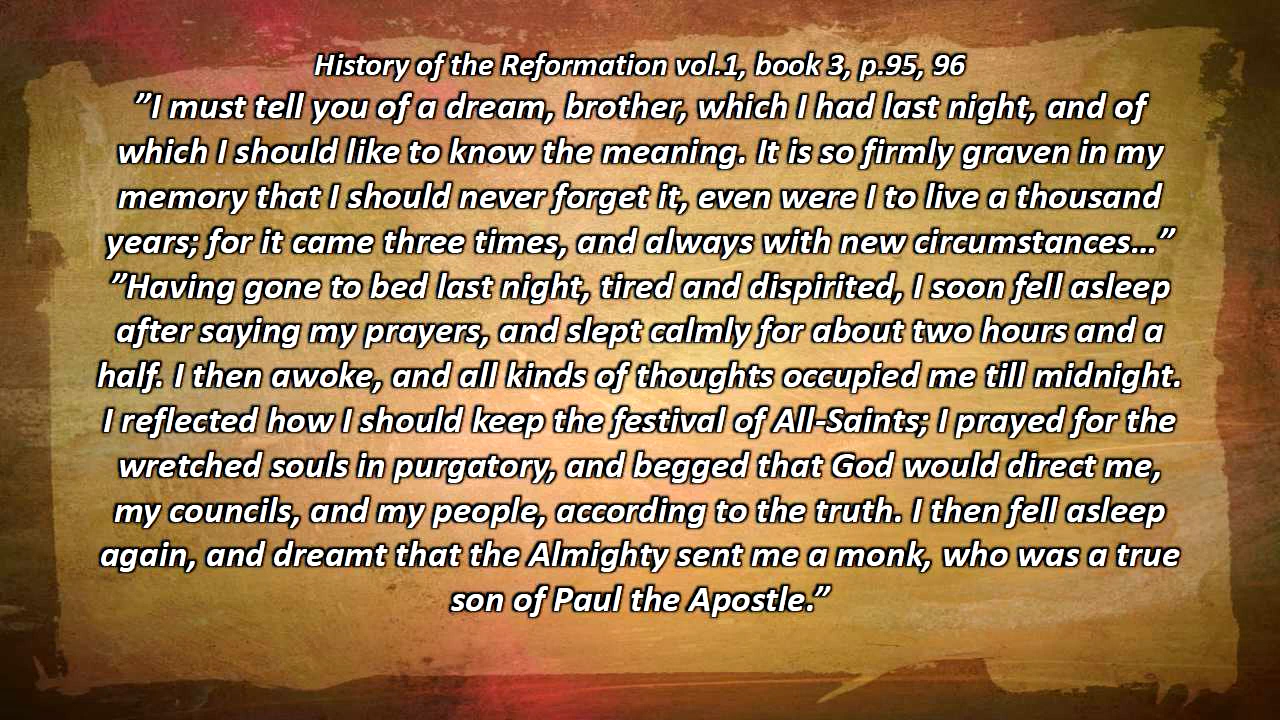 History of the Reformation vol.1, book 3, p.95, 96
”I must tell you of a dream, brother, which I had last night, and of
which I should like to know the meaning. It is so firmly graven in my
memory that I should never forget it, even were I to live a thousand
years; for it came three times, and always with new circumstances...”
”Having gone to bed last night, tired and dispirited, I soon fell asleep
after saying my prayers, and slept calmly for about two hours and a
half. I then awoke, and all kinds of thoughts occupied me till midnight.
I reflected how I should keep the festival of All-Saints; I prayed for the
wretched souls in purgatory, and begged that God would direct me,
my councils, and my people, according to the truth. I then fell asleep
again, and dreamt that the Almighty sent me a monk, who was a true
son of Paul the Apostle.”